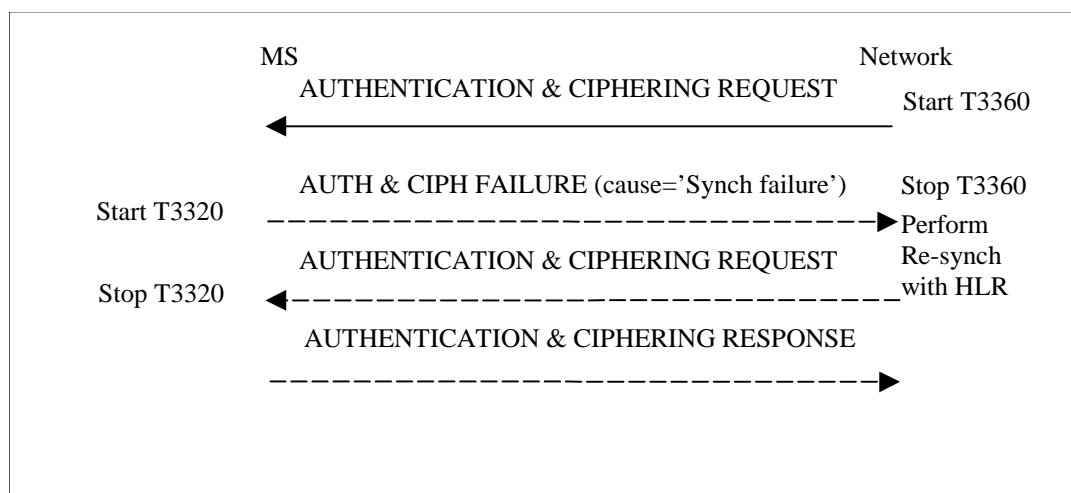 MS
Network
AUTHENTICATION & CIPHERING REQUEST
Start T3360
AUTH & CIPH FAILURE (cause=’Synch failure’)
Stop T3360
Start T3320
Perform
Re-synch
with HLR
AUTHENTICATION & CIPHERING REQUEST
Stop T3320
AUTHENTICATION & CIPHERING RESPONSE